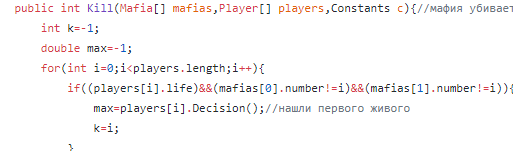 public int Kill(Mafia[] mafias,Player[] players,Constants c){//мафия убивает
int k=-1;
double max=-1;
for(int i=0;i<players.length;i++){
if((players[i].life)&&(mafias[0].number!=i)&&(mafias[1].number!=i)){
max=players[i].Decision();//нашли первого живого
k=i;
}